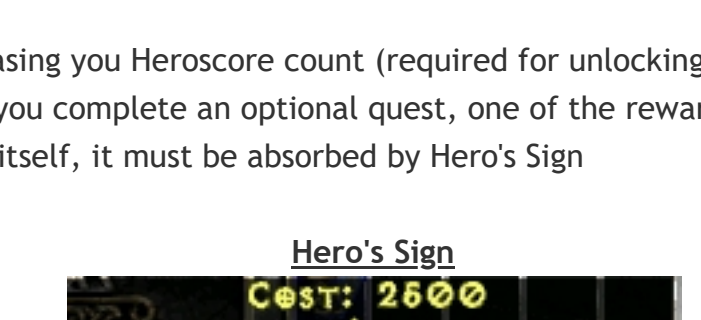 asing you Heroscore count (required for unlocking
you complete an optional quest, one of the rewar
itself, it must be absorbed by Hero's Sign
Hero's Sign
Cost: 2600